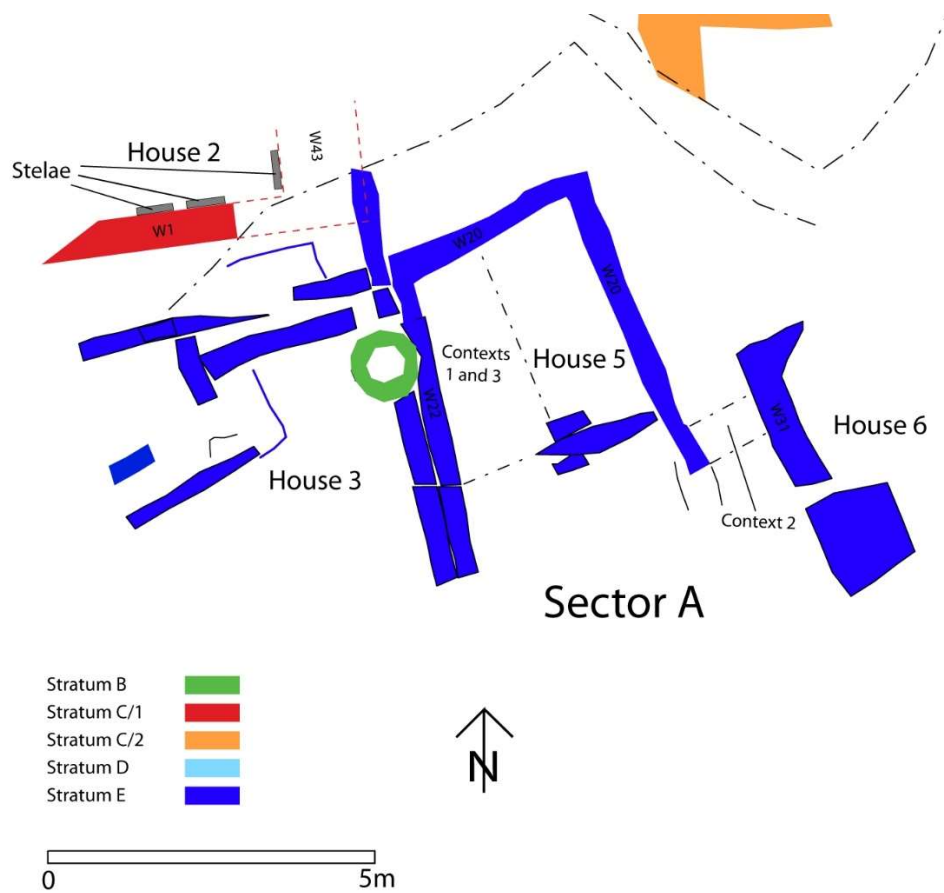 W43
House 2
Stelae
W1
W20
W20
Contexts
1 and 3
House 5
W22
W31
House 6
House 3
Context 2
Sector A
Stratum B
Stratum C/1
Stratum C/2
Stratum D
Stratum E
N
0
5m